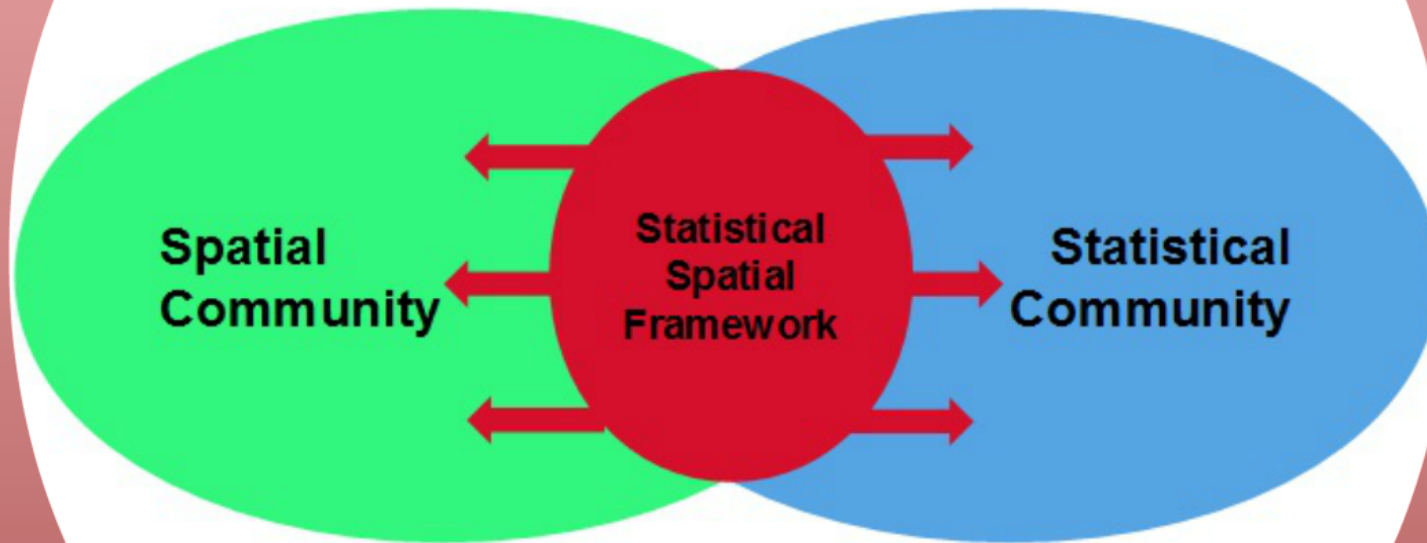 Spatial
Community
Statistical
Spatial
Framework
Statistical
Community